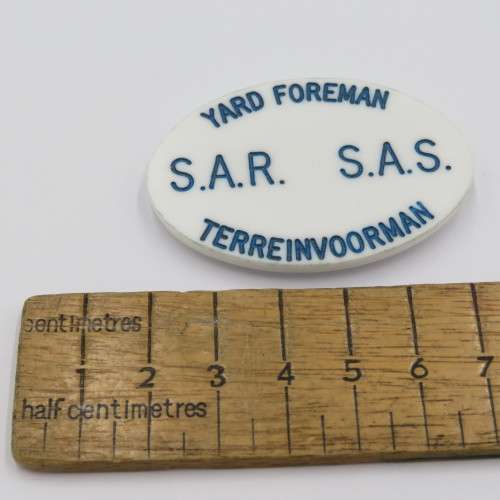 YARD FOREMAN
S.A.R. S.A.S.
TERREINVOORMAN
centimetres
1 2 3 4 5 6 7
half centimetres